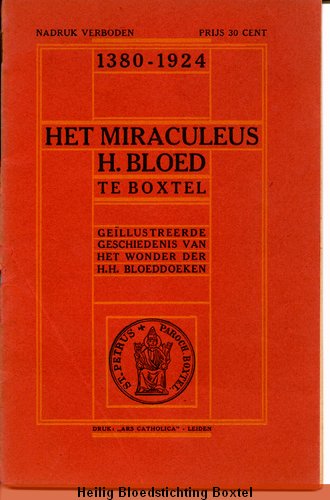 NADRUK VERBODEN PRIJS 30 CENT
1380-1924
HET MIRACULEUS
H. BLOED
TE BOXTEL
GEÏLLUSTREERDE
GESCHIEDENIS VAN
HET WONDER DER
H.H. BLOEDDOEKEN
ST. PETRUS PAROCH. BOXTEL
DRUK: „ARS CATHOLICA" - LEIDEN
Heilig Bloedstichting Boxtel